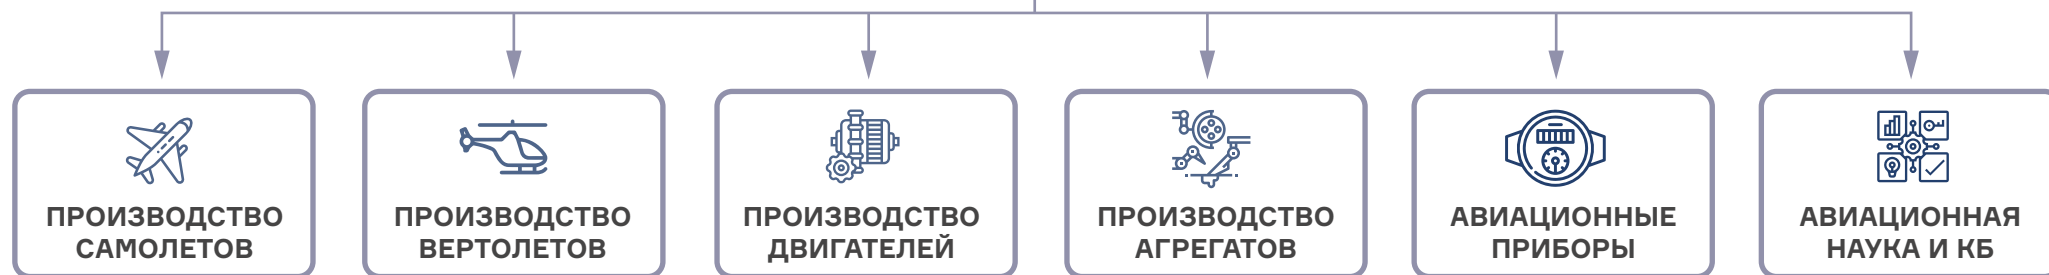 ПРОИЗВОДСТВО
САМОЛЕТОВ
ПРОИЗВОДСТВО
ВЕРТОЛЕТОВ
ПРОИЗВОДСТВО
ДВИГАТЕЛЕЙ
ПРОИЗВОДСТВО
АГРЕГАТОВ
АВИАЦИОННЫЕ
ПРИБОРЫ
АВИАЦИОННАЯ
НАУКА И КБ